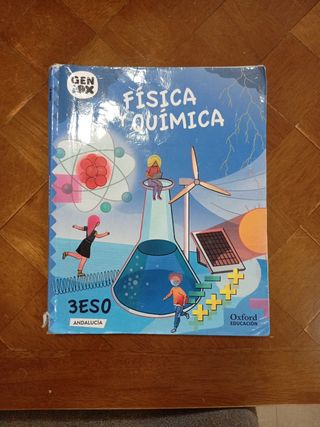 GEN
iOX
FÍSICA
Y QUÍMICA
3ESO
ANDALUCÍA
Oxford
EDUCACIÓN